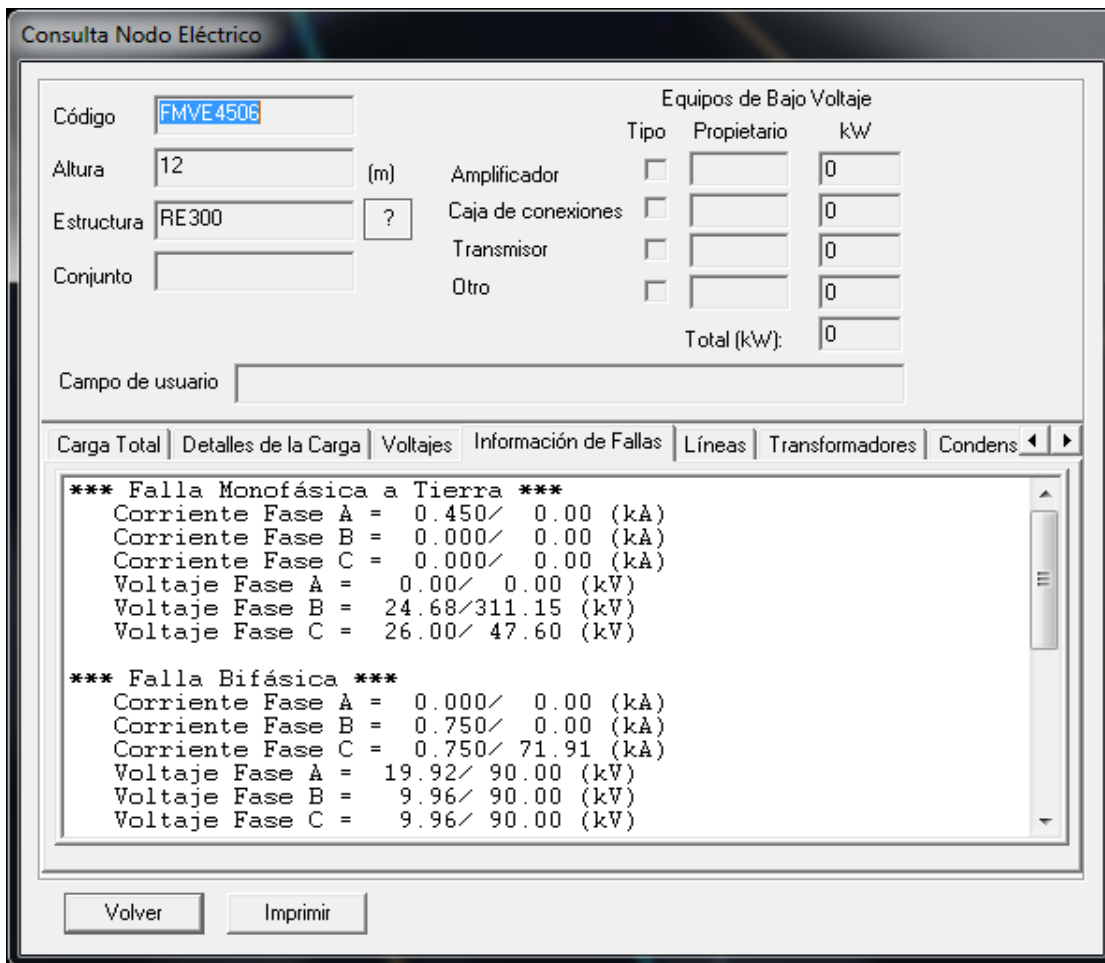 Consulta Nodo Eléctrico
Código FMVE4506
Altura 12 (m)
Estructura RE300 ?
Conjunto
Equipos de Bajo Voltaje
Tipo Propietario kW
Amplificador 0
Caja de conexiones 0
Transmisor 0
Otro 0
Total (kW): 0
Campo de usuario
Carga Total Detalles de la Carga Voltajes Información de Fallas Líneas Transformadores Condens
*** Falla Monofásica a Tierra ***
Corriente Fase A = 0.450/ 0.00 (kA)
Corriente Fase B = 0.000/ 0.00 (kA)
Corriente Fase C = 0.000/ 0.00 (kA)
Voltaje Fase A = 0.00/ 0.00 (kV)
Voltaje Fase B = 24.68/311.15 (kV)
Voltaje Fase C = 26.00/ 47.60 (kV)
*** Falla Bifásica ***
Corriente Fase A = 0.000/ 0.00 (kA)
Corriente Fase B = 0.750/ 0.00 (kA)
Corriente Fase C = 0.750/ 71.91 (kA)
Voltaje Fase A = 19.92/ 90.00 (kV)
Voltaje Fase B = 9.96/ 90.00 (kV)
Voltaje Fase C = 9.96/ 90.00 (kV)
Volver Imprimir